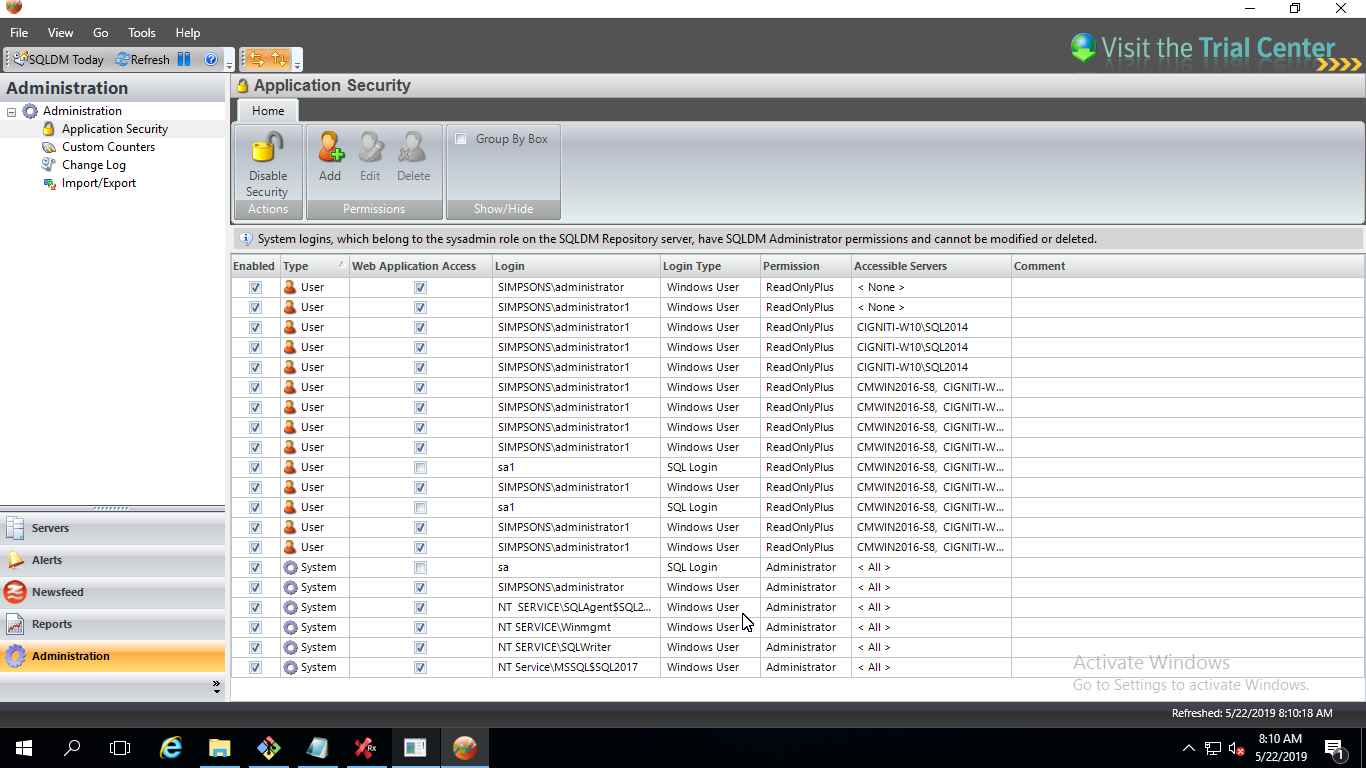 File View Go Tools Help
SQLDM Today Refresh
Visit the Trial Center
Administration
Administration
Application Security
Custom Counters
Change Log
Import/Export
Servers
Alerts
Newsfeed
Reports
Administration
Application Security
Home
Disable Security
Add Edit Delete
Group By Box
Actions Permissions Show/Hide
System logins, which belong to the sysadmin role on the SQLDM Repository server, have SQLDM Administrator permissions and cannot be modified or deleted.
Enabled Type Web Application Access Login Login Type Permission Accessible Servers Comment
User SIMPSONS\administrator Windows User ReadOnlyPlus < None >
User SIMPSONS\administrator1 Windows User ReadOnlyPlus < None >
User SIMPSONS\administrator1 Windows User ReadOnlyPlus CIGNITI-W10\SQL2014
User SIMPSONS\administrator1 Windows User ReadOnlyPlus CIGNITI-W10\SQL2014
User SIMPSONS\administrator1 Windows User ReadOnlyPlus CIGNITI-W10\SQL2014
User SIMPSONS\administrator1 Windows User ReadOnlyPlus CMWIN2016-S8, CIGNITI-W...
User SIMPSONS\administrator1 Windows User ReadOnlyPlus CMWIN2016-S8, CIGNITI-W...
User SIMPSONS\administrator1 Windows User ReadOnlyPlus CMWIN2016-S8, CIGNITI-W...
User SIMPSONS\administrator1 Windows User ReadOnlyPlus CMWIN2016-S8, CIGNITI-W...
User sa1 SQL Login ReadOnlyPlus CMWIN2016-S8, CIGNITI-W...
User SIMPSONS\administrator1 Windows User ReadOnlyPlus CMWIN2016-S8, CIGNITI-W...
User sa1 SQL Login ReadOnlyPlus CMWIN2016-S8, CIGNITI-W...
User SIMPSONS\administrator1 Windows User ReadOnlyPlus CMWIN2016-S8, CIGNITI-W...
User SIMPSONS\administrator1 Windows User ReadOnlyPlus CMWIN2016-S8, CIGNITI-W...
System sa SQL Login Administrator < All >
System SIMPSONS\administrator Windows User Administrator < All >
System NT SERVICE\SQLAgent$SQL2... Windows User Administrator < All >
System NT SERVICE\Winmgmt Windows User Administrator < All >
System NT SERVICE\SQLWriter Windows User Administrator < All >
System NT Service\MSSQL$SQL2017 Windows User Administrator < All >
Activate Windows
Go to Settings to activate Windows.
Refreshed: 5/22/2019 8:10:18 AM
Rx
8:10 AM
5/22/2019
1